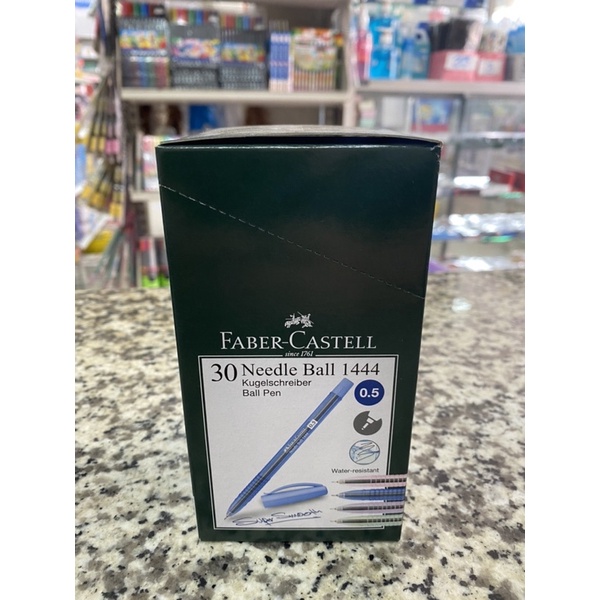 FABER-CASTELL
since 1761
30 Needle Ball 1444
Kugelschreiber
Ball Pen
0.5
Water-resistant